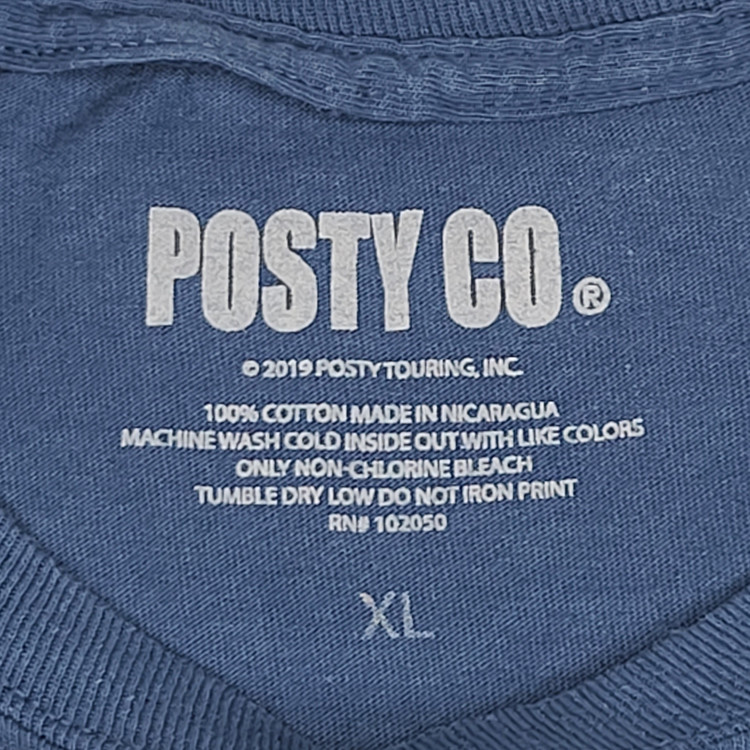 POSTY CO.®
© 2019 POSTY TOURING, INC.
100% COTTON MADE IN NICARAGUA
MACHINE WASH COLD INSIDE OUT WITH LIKE COLORS
ONLY NON-CHLORINE BLEACH
TUMBLE DRY LOW DO NOT IRON PRINT
RN# 102050
XL